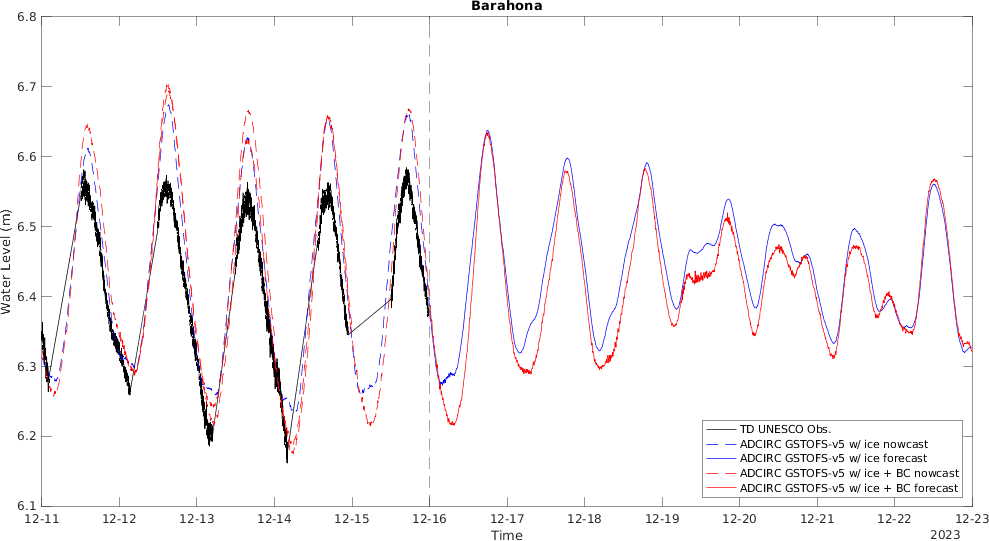 Barahona
6.8
6.7
6.6
6.5
6.4
6.3
6.2
6.1
Water Level (m)
12-11 12-12 12-13 12-14 12-15 12-16 12-17 12-18 12-19 12-20 12-21 12-22 12-23
Time
2023
TD UNESCO Obs.
ADCIRC GSTOFS-v5 w/ ice nowcast
ADCIRC GSTOFS-v5 w/ ice forecast
ADCIRC GSTOFS-v5 w/ ice + BC nowcast
ADCIRC GSTOFS-v5 w/ ice + BC forecast